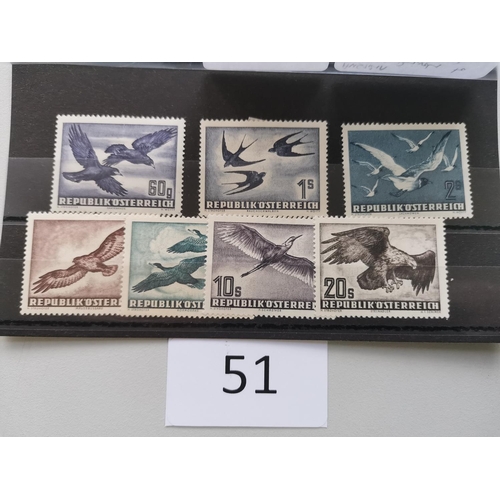 60g
REPUBLIK ÖSTERREICH
1s
REPUBLIK ÖSTERREICH
2s
REPUBLIK ÖSTERREICH
REPUBLIK ÖSTERREICH
REPUBLIK ÖSTERR
10s
REPUBLIK ÖSTERREICH
20s
REPUBLIK ÖSTERREICH
51